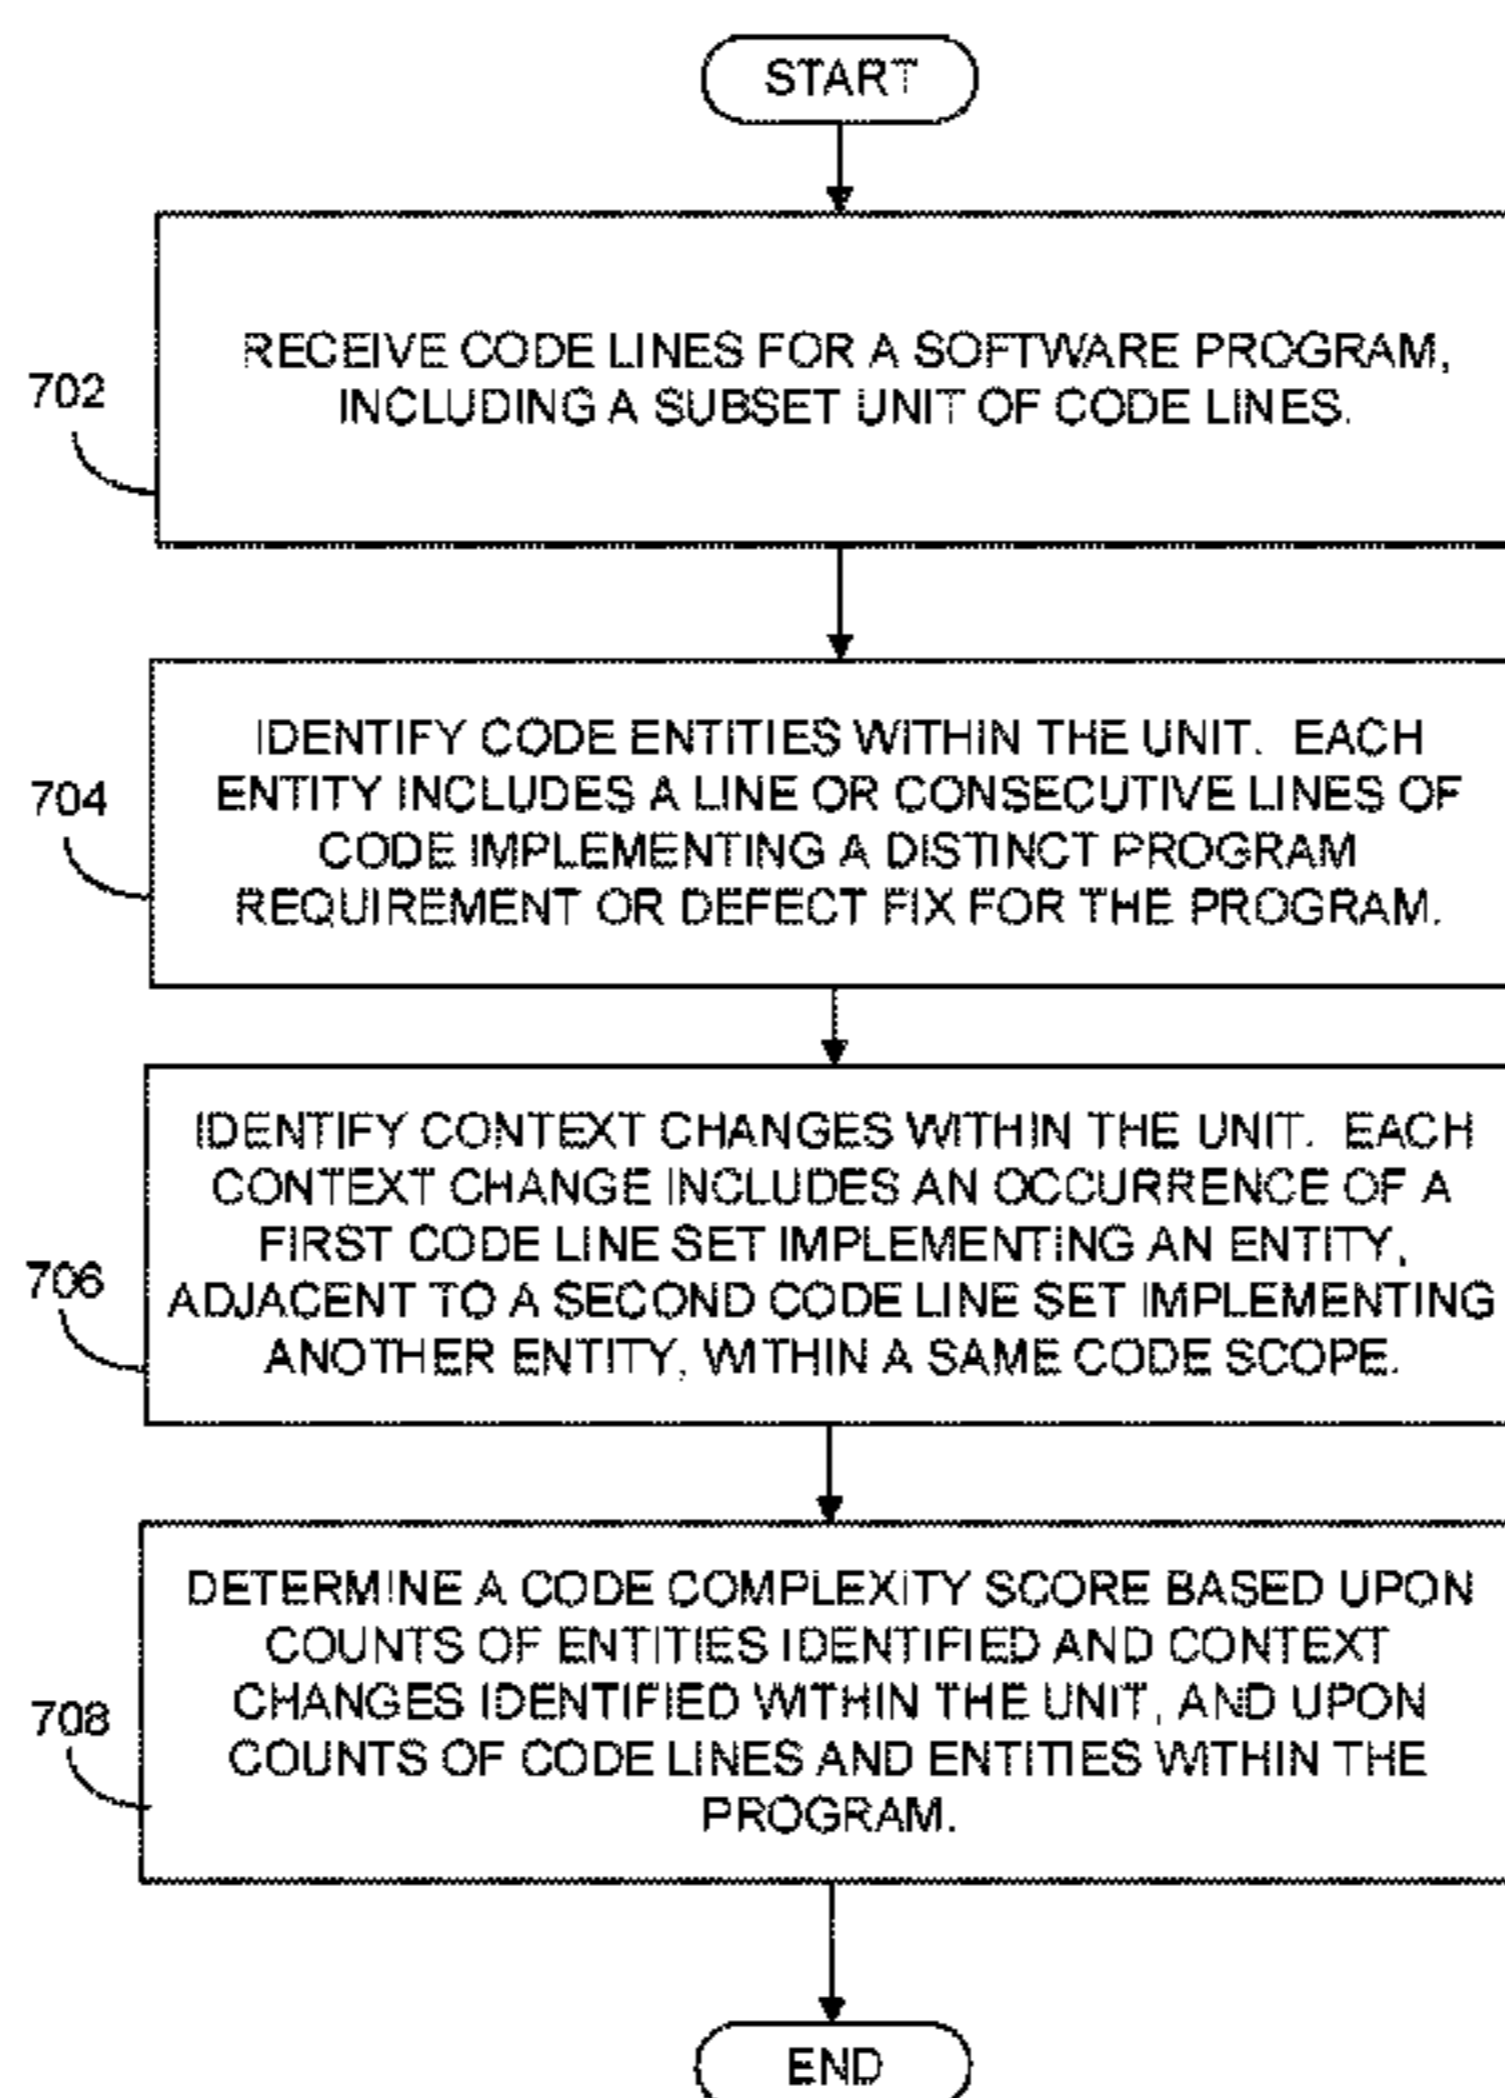 START
RECEIVE CODE LINES FOR A SOFTWARE PROGRAM,
INCLUDING A SUBSET UNIT OF CODE LINES.
702
IDENTIFY CODE ENTITIES WITHIN THE UNIT. EACH
ENTITY INCLUDES A LINE OR CONSECUTIVE LINES OF
CODE IMPLEMENTING A DISTINCT PROGRAM
REQUIREMENT OR DEFECT FIX FOR THE PROGRAM.
704
IDENTIFY CONTEXT CHANGES WITHIN THE UNIT. EACH
CONTEXT CHANGE INCLUDES AN OCCURRENCE OF A
FIRST CODE LINE SET IMPLEMENTING AN ENTITY,
ADJACENT TO A SECOND CODE LINE SET IMPLEMENTING
ANOTHER ENTITY, WITHIN A SAME CODE SCOPE.
706
DETERMINE A CODE COMPLEXITY SCORE BASED UPON
COUNTS OF ENTITIES IDENTIFIED AND CONTEXT
CHANGES IDENTIFIED WITHIN THE UNIT, AND UPON
COUNTS OF CODE LINES AND ENTITIES WITHIN THE
PROGRAM.
708
END